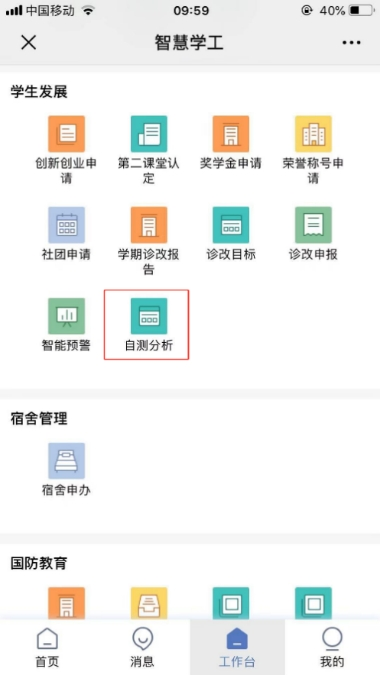 中国移动 09:59 40%
智慧学工
学生发展
创新创业申 第二课堂认 奖学金申请 荣誉称号申
请 定 请
社团申请 学期诊改报 诊改目标 诊改申报
告
智能预警 自测分析
宿舍管理
宿舍申办
国防教育
首页 消息 工作台 我的